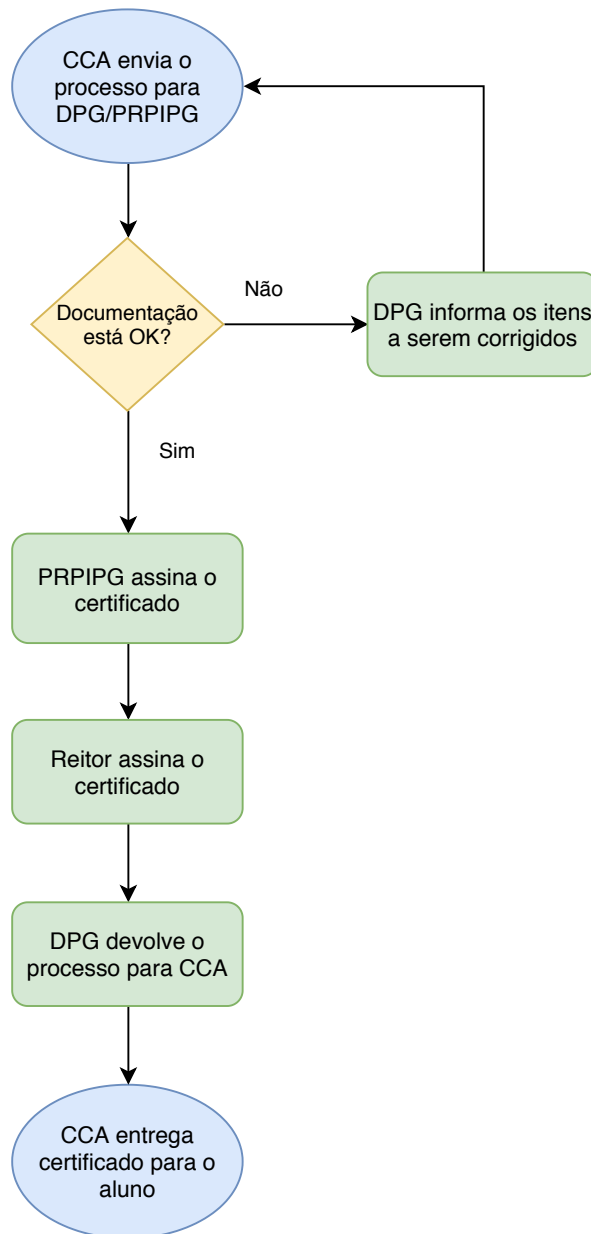 CCA envia o
processo para
DPG/PRPIPG
Documentação
está OK?
Não
DPG informa os itens
a serem corrigidos
Sim
PRPIPG assina o
certificado
Reitor assina o
certificado
DPG devolve o
processo para CCA
CCA entrega
certificado para o
aluno